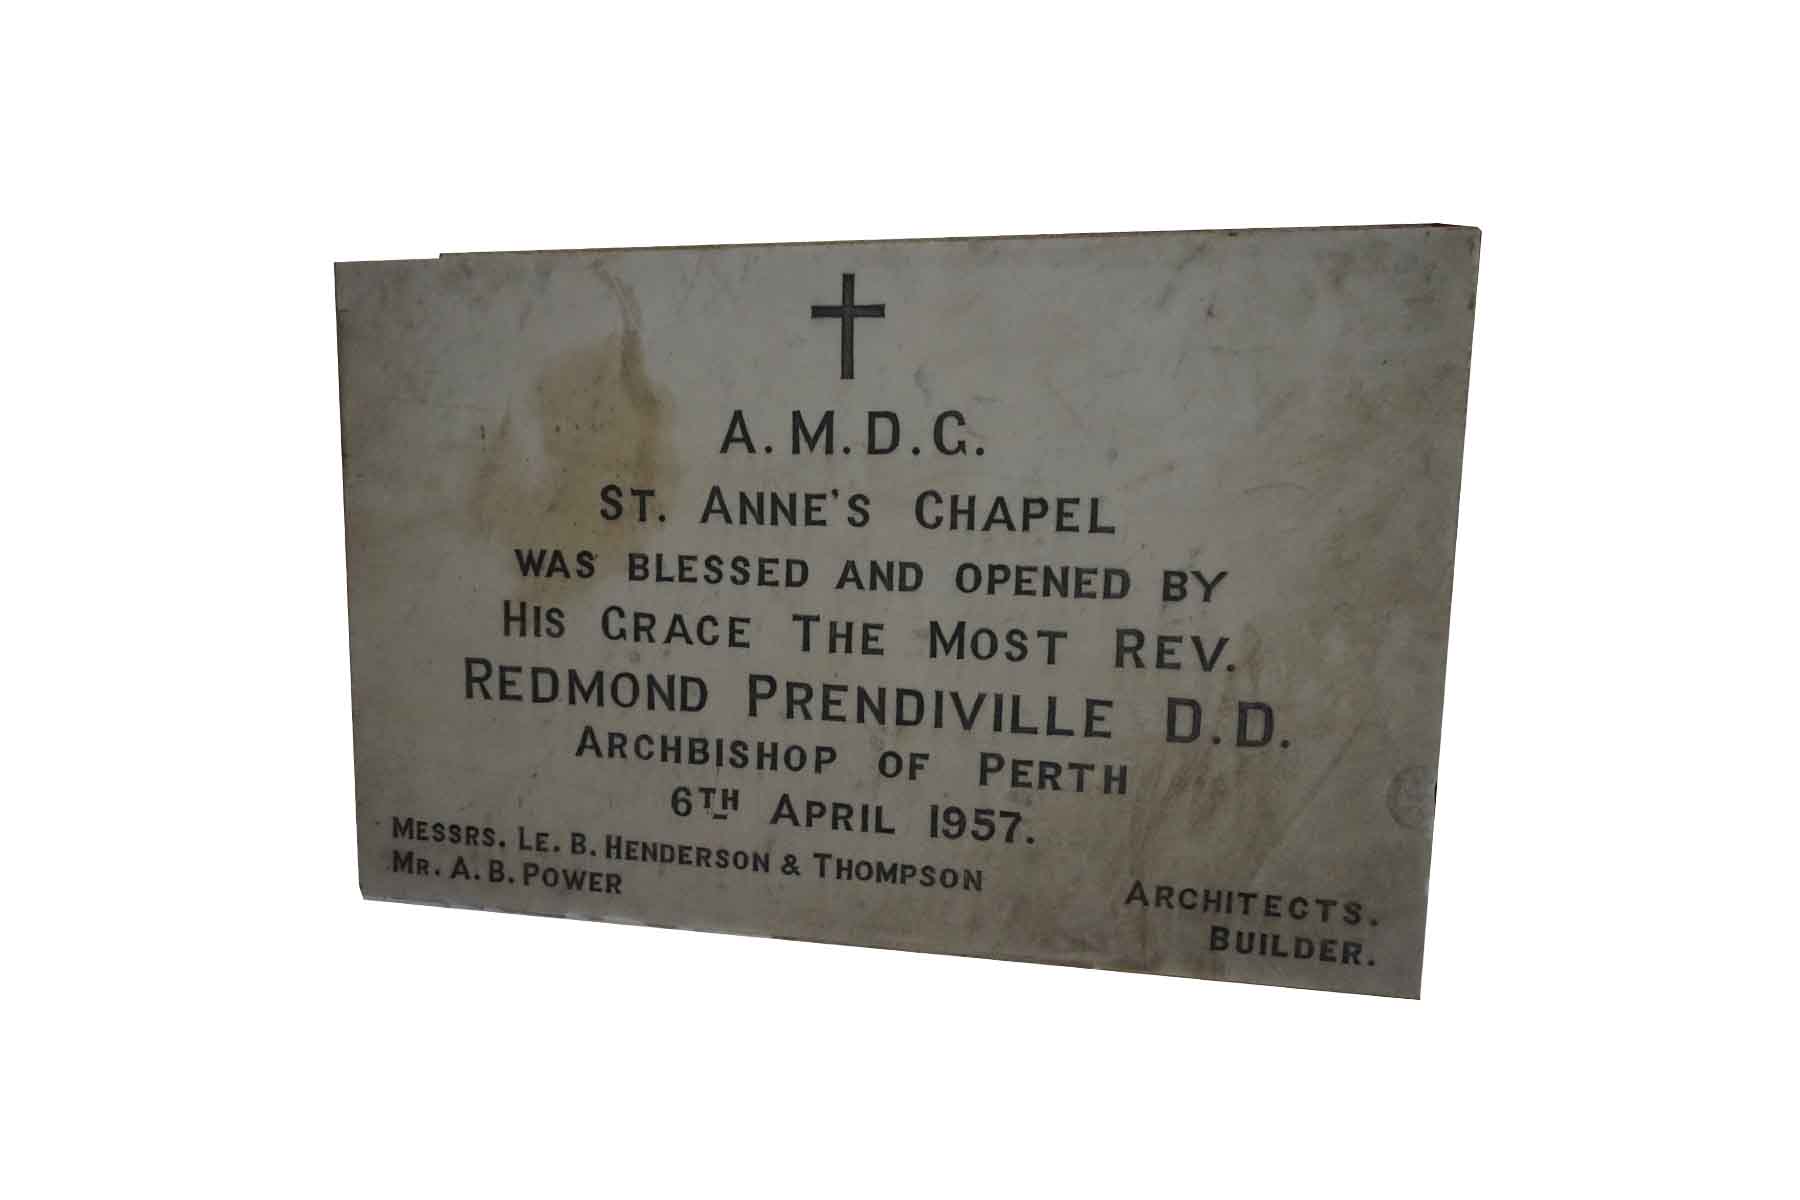 A.M.D.G.
ST. ANNE'S CHAPEL
WAS BLESSED AND OPENED BY
HIS GRACE THE MOST REV.
REDMOND PRENDIVILLE D.D.
ARCHBISHOP OF PERTH
6TH APRIL 1957.
MESSRS. LE. B. HENDERSON & THOMPSON ARCHITECTS.
MR. A. B. POWER BUILDER.